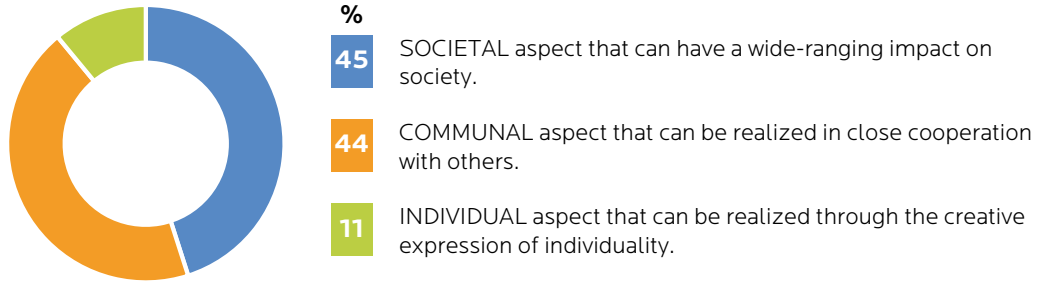 %
45
SOCIETAL aspect that can have a wide-ranging impact on
society.
44
COMMUNAL aspect that can be realized in close cooperation
with others.
11
INDIVIDUAL aspect that can be realized through the creative
expression of individuality.